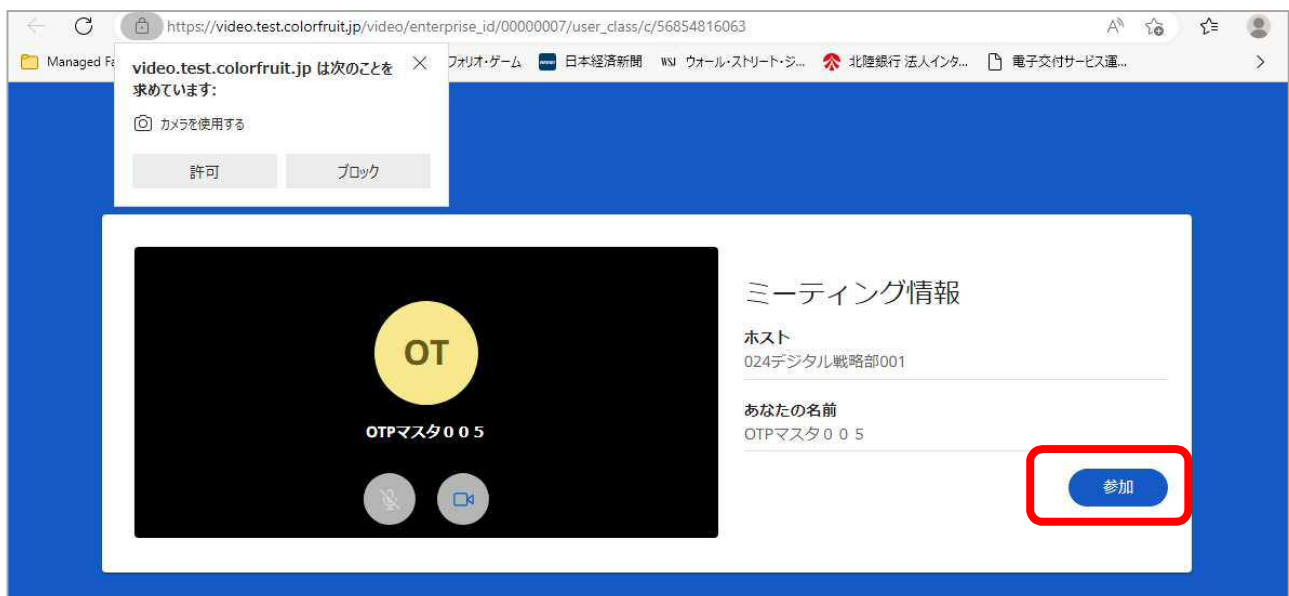 https://video.test.colorfruit.jp/video/enterprise_id/00000007/user_class/c/56854816063
Managed
フォリオ・ゲーム
日本経済新聞
WSJ ウォール・ストリート・ジ...
北陸銀行 法人インタ...
電子交付サービス運...
video.test.colorfruit.jp は次のことを
求めています:
カメラを使用する
許可 ブロック
OT
OTPマスタ００５
ミーティング情報
ホスト
024デジタル戦略部001
あなたの名前
OTPマスタ００５
参加